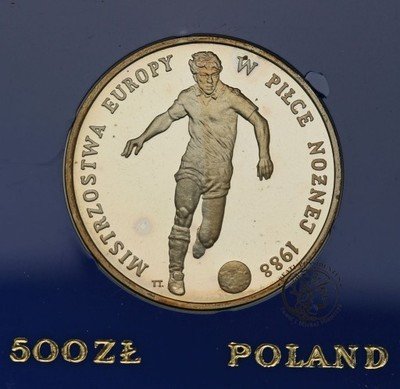 MISTRZOSTWA EUROPY W PIŁCE NOŻNEJ 1988
TT.
500 ZŁ POLAND